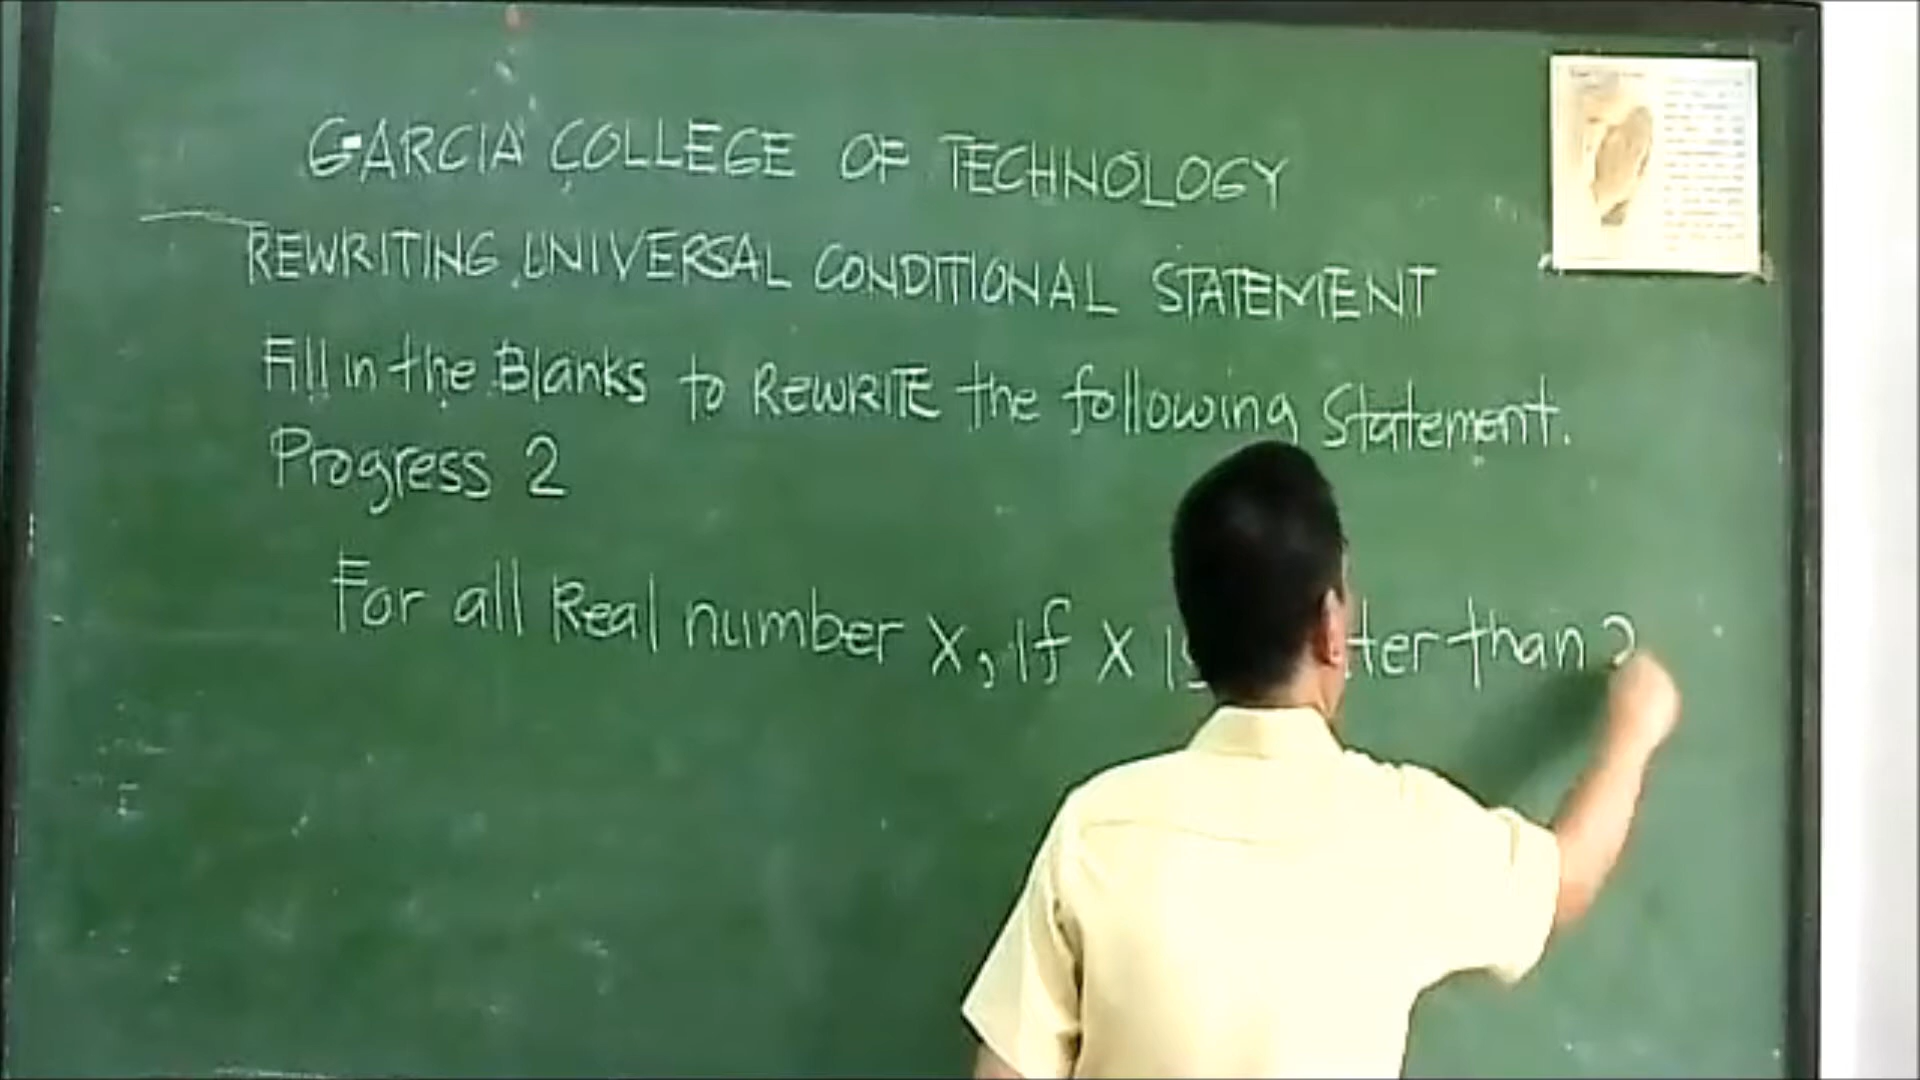 GARCIA COLLEGE OF TECHNOLOGY
REWRITING UNIVERSAL CONDITIONAL STATEMENT
Fill in the Blanks to REWRITE the following Statement.
Progress 2
For all Real number x, if x is ter than 2